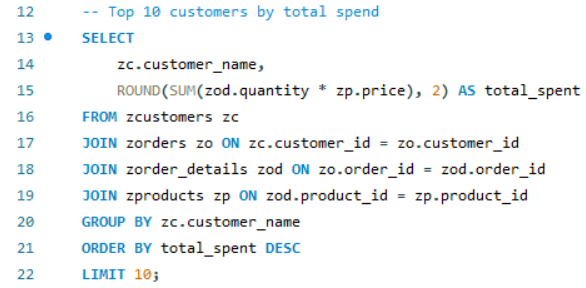 12 -- Top 10 customers by total spend
13 SELECT
14 zc.customer_name,
15 ROUND(SUM(zod.quantity * zp.price), 2) AS total_spent
16 FROM zcustomers zc
17 JOIN zorders zo ON zc.customer_id = zo.customer_id
18 JOIN zorder_details zod ON zo.order_id = zod.order_id
19 JOIN zproducts zp ON zod.product_id = zp.product_id
20 GROUP BY zc.customer_name
21 ORDER BY total_spent DESC
22 LIMIT 10;